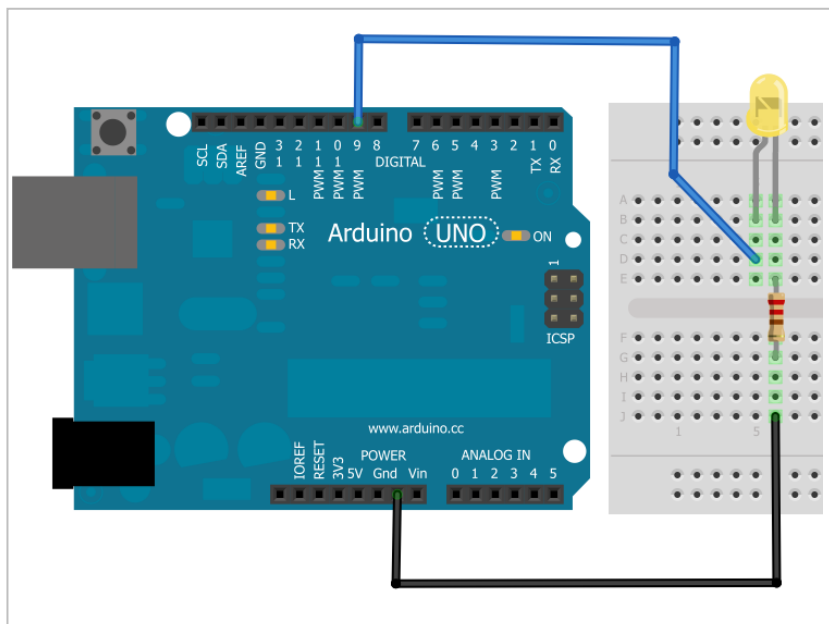 SCL
SDA
AREF
GND
13
12
PWM 11
PWM 10
PWM 9
8
DIGITAL
7
PWM 6
PWM 5
4
PWM 3
2
TX 1
RX 0
L
TX
RX
Arduino UNO
ON
1
ICSP
www.arduino.cc
POWER
IOREF
RESET
3V3
5V Gnd Vin
ANALOG IN
0 1 2 3 4 5
A
B
C
D
E
F
G
H
I
J
1 5